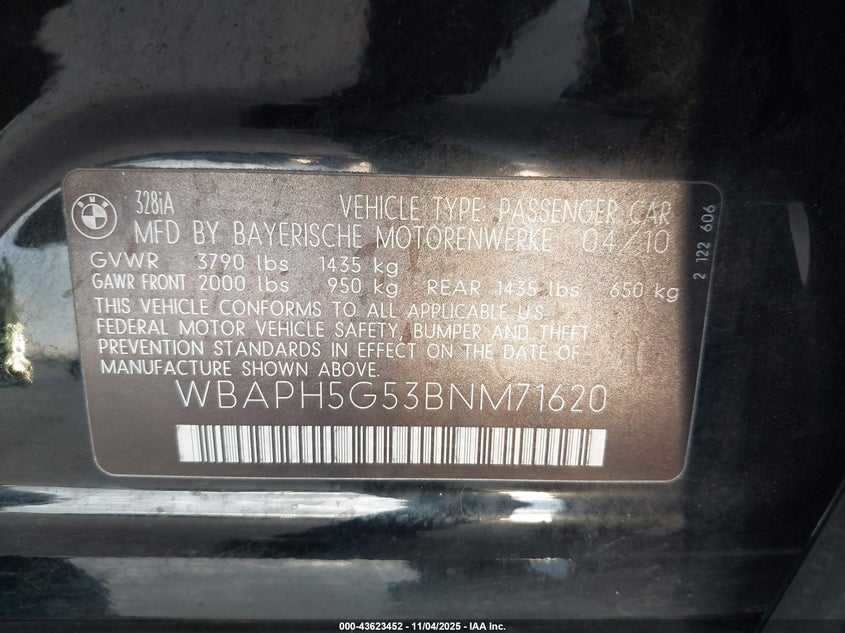 BMW
328iA
VEHICLE TYPE: PASSENGER CAR
MFD BY BAYERISCHE MOTORENWERKE 04/10
GVWR 3790 lbs 1435 kg
GAWR FRONT 2000 lbs 950 kg REAR 1435 lbs 650 kg
THIS VEHICLE CONFORMS TO ALL APPLICABLE U.S.
FEDERAL MOTOR VEHICLE SAFETY, BUMPER AND THEFT
PREVENTION STANDARDS IN EFFECT ON THE DATE OF
MANUFACTURE SHOWN ABOVE.
WBAPH5G53BNM71620
2 122 606
000-43623452 - 11/04/2025 - IAA Inc.